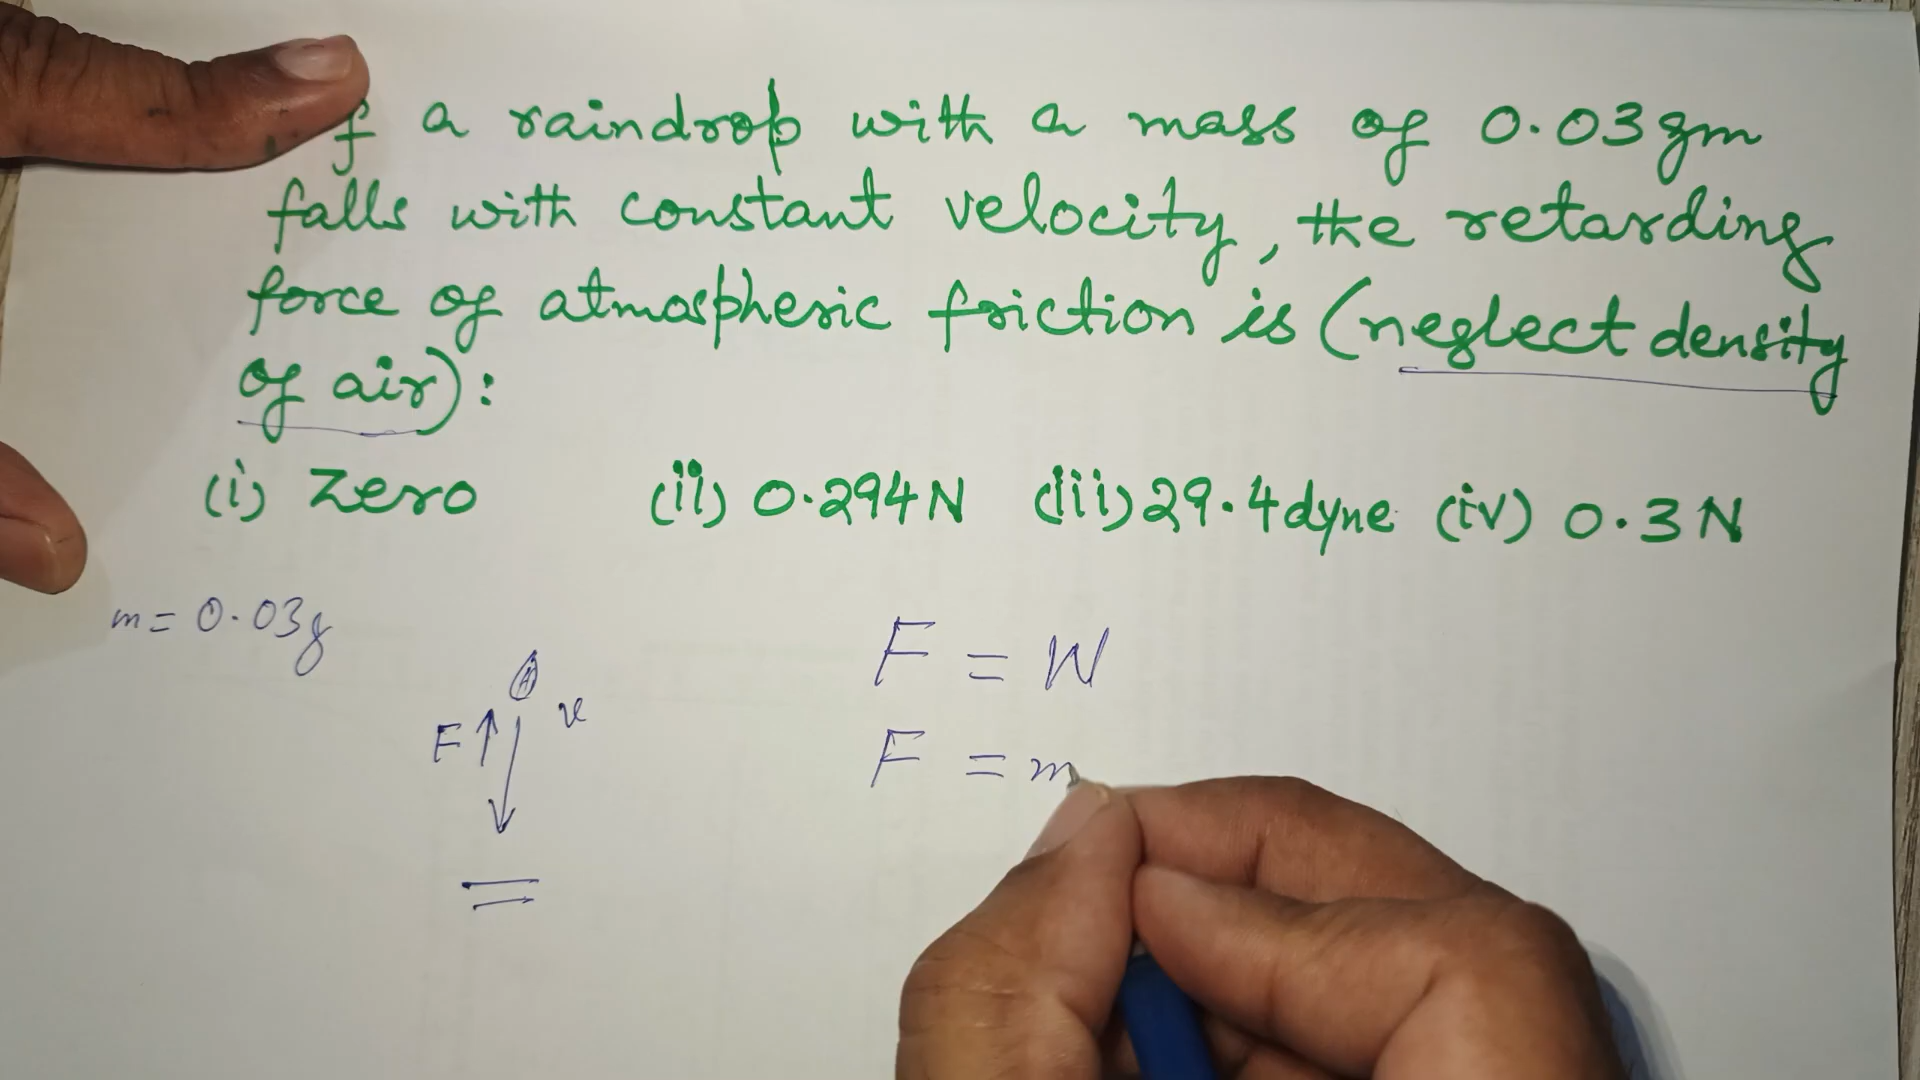 f a raindrop with a mass of 0.03gm
falls with constant velocity, the retarding
force of atmospheric friction is (neglect density
of air):
(i) Zero (ii) 0.294N (iii) 29.4dyne (iv) 0.3N
m = 0.03g
F = W
F v
F = m